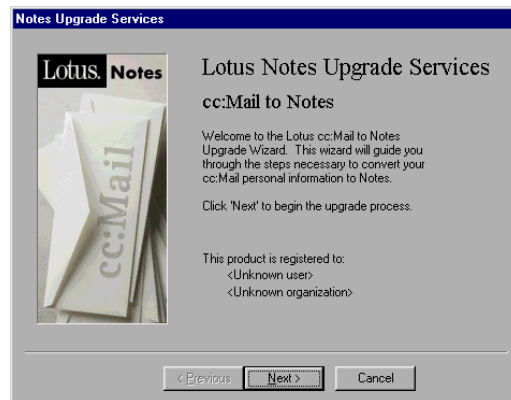 Notes Upgrade Services
Lotus. Notes
cc:Mail
Lotus Notes Upgrade Services
cc:Mail to Notes
Welcome to the Lotus cc:Mail to Notes
Upgrade Wizard. This wizard will guide you
through the steps necessary to convert your
cc:Mail personal information to Notes.
Click 'Next' to begin the upgrade process.
This product is registered to:
<Unknown user>
<Unknown organization>
< Previous
Next >
Cancel